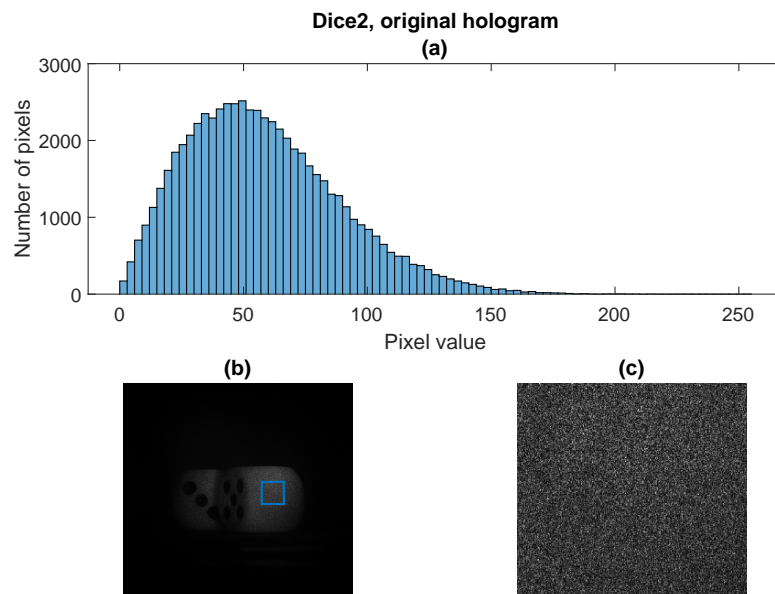 Dice2, original hologram
(a)
3000
2000
1000
0
Number of pixels
0 50 100 150 200 250
Pixel value
(b) (c)